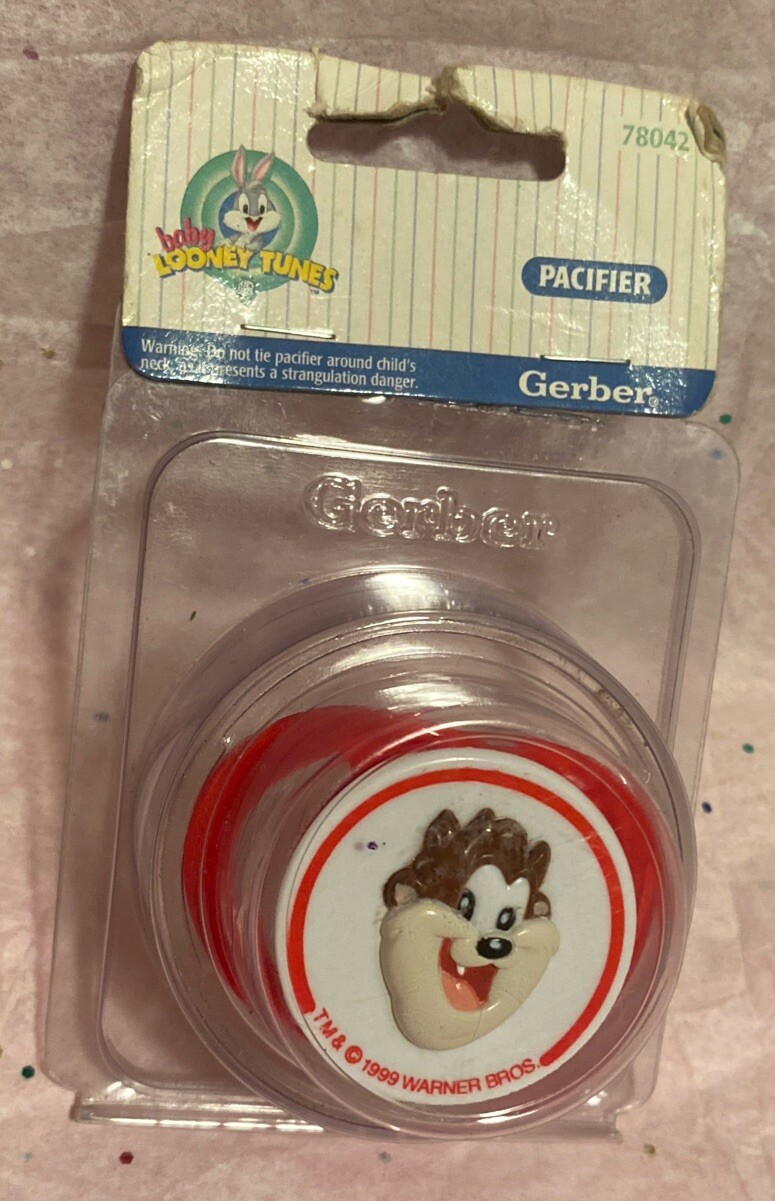 78042
baby
LOONEY TUNES
TM
PACIFIER
Warning: Do not tie pacifier around child's
neck, as it presents a strangulation danger.
Gerber®
Gerber
TM & © 1999 WARNER BROS.